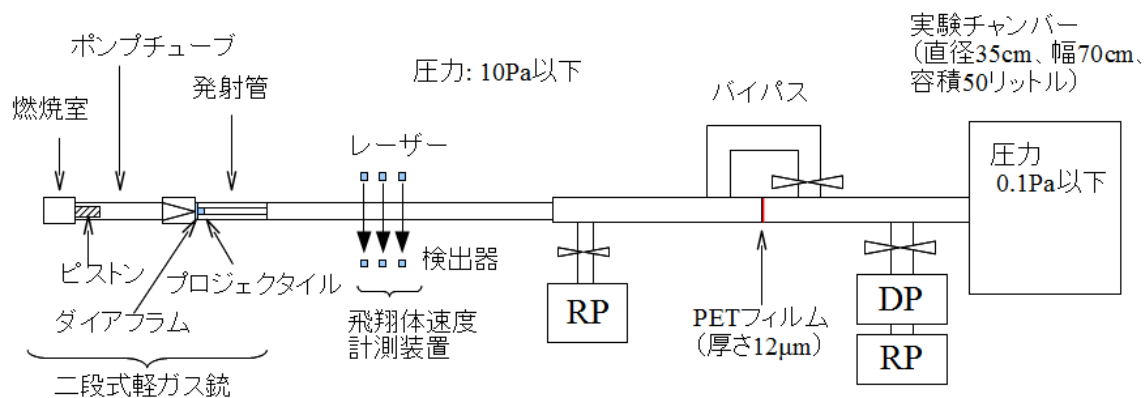 ポンプチューブ
燃焼室
発射管
圧力: 10Pa以下
レーザー
バイパス
実験チャンバー
（直径35cm、幅70cm、
容積50リットル）
圧力
0.1Pa以下
ピストン
プロジェクタイル
ダイアフラム
二段式軽ガス銃
検出器
飛翔体速度
計測装置
RP
PETフィルム
（厚さ12μm）
DP
RP